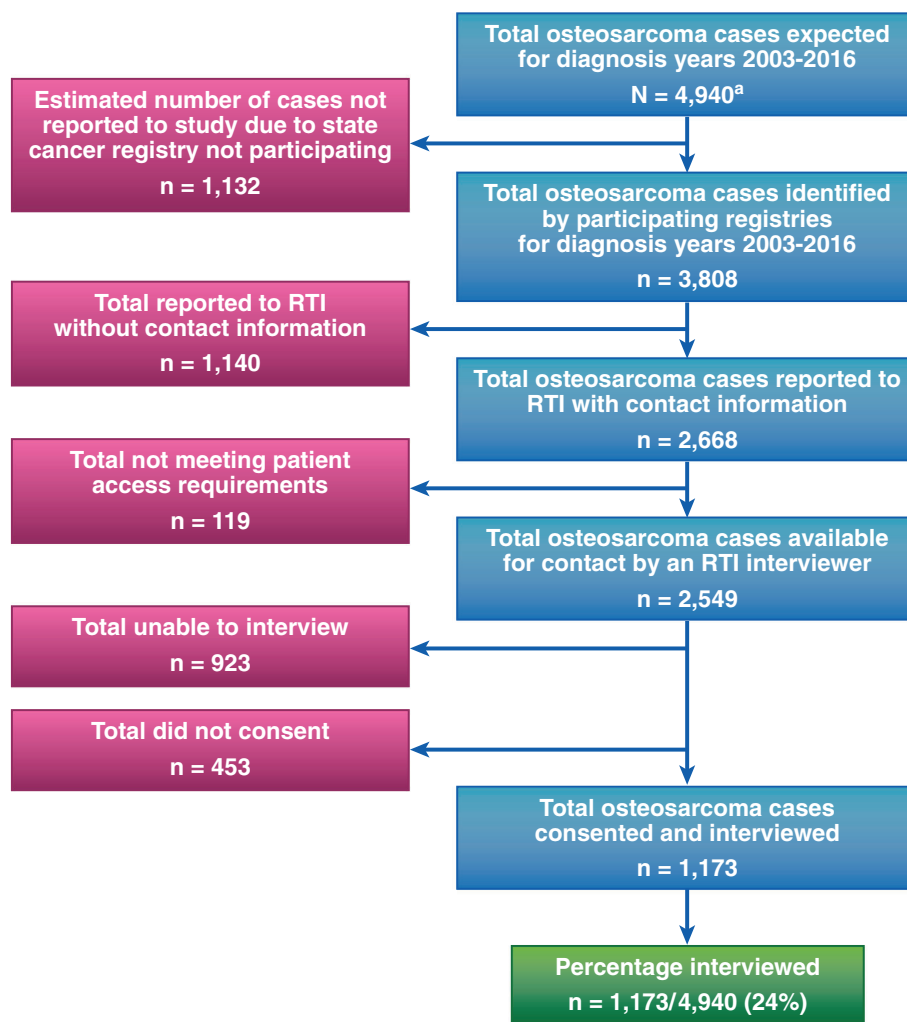 Total osteosarcoma cases expected
for diagnosis years 2003-2016
N = 4,940a
Estimated number of cases not
reported to study due to state
cancer registry not participating
n = 1,132
Total osteosarcoma cases identified
by participating registries
for diagnosis years 2003-2016
n = 3,808
Total reported to RTI
without contact information
n = 1,140
Total osteosarcoma cases reported to
RTI with contact information
n = 2,668
Total not meeting patient
access requirements
n = 119
Total osteosarcoma cases available
for contact by an RTI interviewer
n = 2,549
Total unable to interview
n = 923
Total did not consent
n = 453
Total osteosarcoma cases
consented and interviewed
n = 1,173
Percentage interviewed
n = 1,173/4,940 (24%)